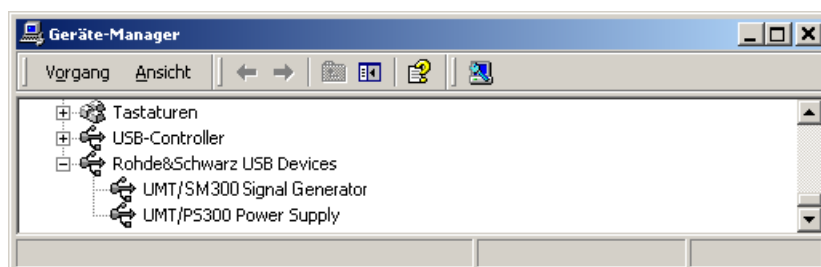 Geräte-Manager
Vorgang Ansicht
Tastaturen
USB-Controller
Rohde&Schwarz USB Devices
UMT/SM300 Signal Generator
UMT/PS300 Power Supply